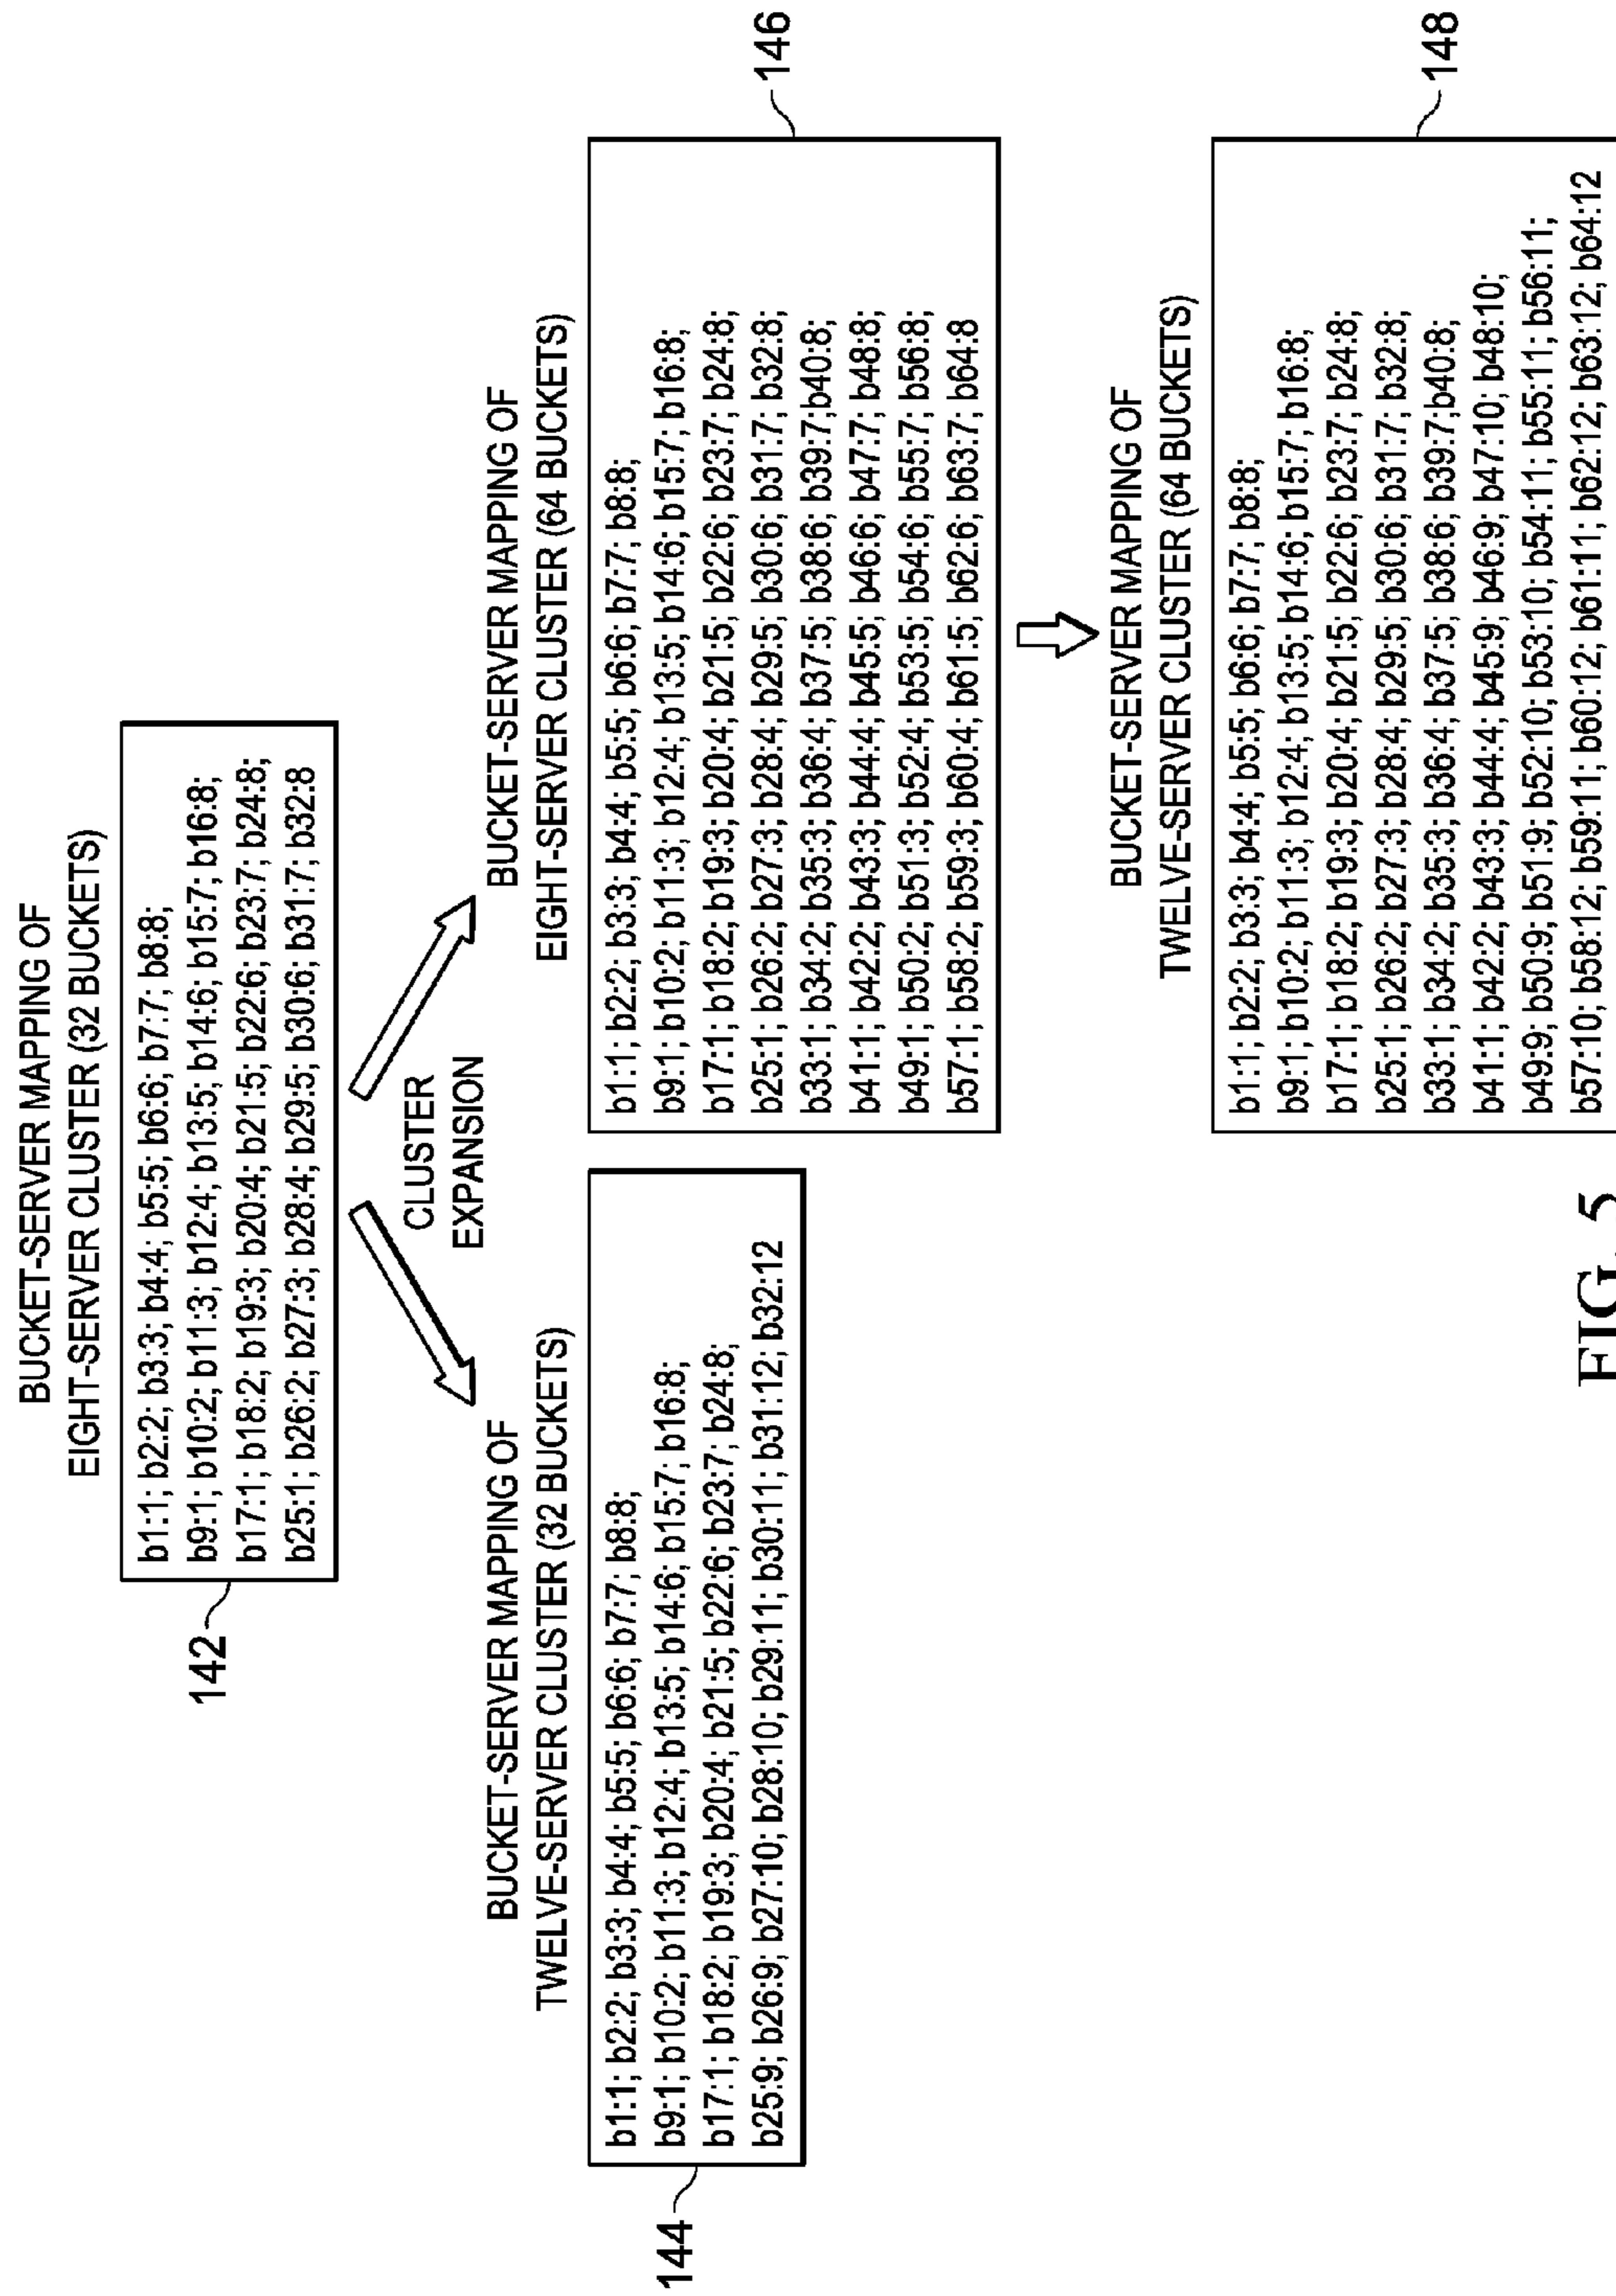 BUCKET-SERVER MAPPING OF
EIGHT-SERVER CLUSTER (32 BUCKETS)
142
b1:1; b2:2; b3:3; b4:4; b5:5; b6:6; b7:7; b8:8;
b9:1; b10:2; b11:3; b12:4; b13:5; b14:6; b15:7; b16:8;
b17:1; b18:2; b19:3; b20:4; b21:5; b22:6; b23:7; b24:8;
b25:1; b26:2; b27:3; b28:4; b29:5; b30:6; b31:7; b32:8
CLUSTER
EXPANSION
BUCKET-SERVER MAPPING OF
TWELVE-SERVER CLUSTER (32 BUCKETS)
144
b1:1; b2:2; b3:3; b4:4; b5:5; b6:6; b7:7; b8:8;
b9:1; b10:2; b11:3; b12:4; b13:5; b14:6; b15:7; b16:8;
b17:1; b18:2; b19:3; b20:4; b21:5; b22:6; b23:7; b24:8;
b25:9; b26:9; b27:10; b28:10; b29:11; b30:11; b31:12; b32:12
BUCKET-SERVER MAPPING OF
EIGHT-SERVER CLUSTER (64 BUCKETS)
146
b1:1; b2:2; b3:3; b4:4; b5:5; b6:6; b7:7; b8:8;
b9:1; b10:2; b11:3; b12:4; b13:5; b14:6; b15:7; b16:8;
b17:1; b18:2; b19:3; b20:4; b21:5; b22:6; b23:7; b24:8;
b25:1; b26:2; b27:3; b28:4; b29:5; b30:6; b31:7; b32:8;
b33:1; b34:2; b35:3; b36:4; b37:5; b38:6; b39:7;b40:8;
b41:1; b42:2; b43:3; b44:4; b45:5; b46:6; b47:7; b48:8;
b49:1; b50:2; b51:3; b52:4; b53:5; b54:6; b55:7; b56:8;
b57:1; b58:2; b59:3; b60:4; b61:5; b62:6; b63:7; b64:8
BUCKET-SERVER MAPPING OF
TWELVE-SERVER CLUSTER (64 BUCKETS)
148
b1:1; b2:2; b3:3; b4:4; b5:5; b6:6; b7:7; b8:8;
b9:1; b10:2; b11:3; b12:4; b13:5; b14:6; b15:7; b16:8;
b17:1; b18:2; b19:3; b20:4; b21:5; b22:6; b23:7; b24:8;
b25:1; b26:2; b27:3; b28:4; b29:5; b30:6; b31:7; b32:8;
b33:1; b34:2; b35:3; b36:4; b37:5; b38:6; b39:7;b40:8;
b41:1; b42:2; b43:3; b44:4; b45:9; b46:9; b47:10; b48:10;
b49:9; b50:9; b51:9; b52:10; b53:10; b54:11; b55:11; b56:11;
b57:10; b58:12; b59:11; b60:12; b61:11; b62:12; b63:12; b64:12
FIG. 5